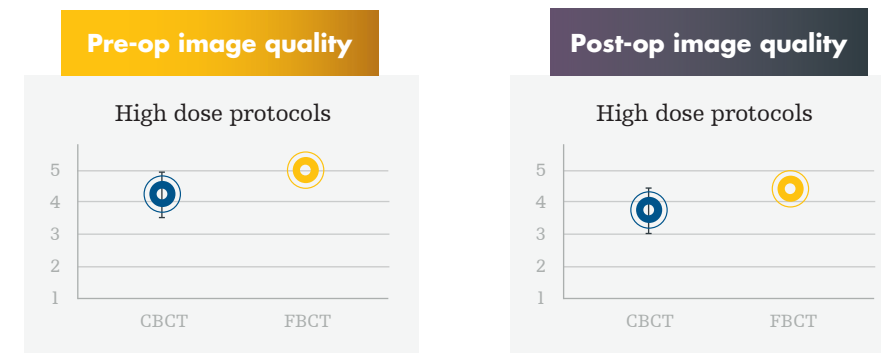 Pre-op image quality
High dose protocols
5
4
3
2
1
CBCT
FBCT
Post-op image quality
High dose protocols
5
4
3
2
1
CBCT
FBCT